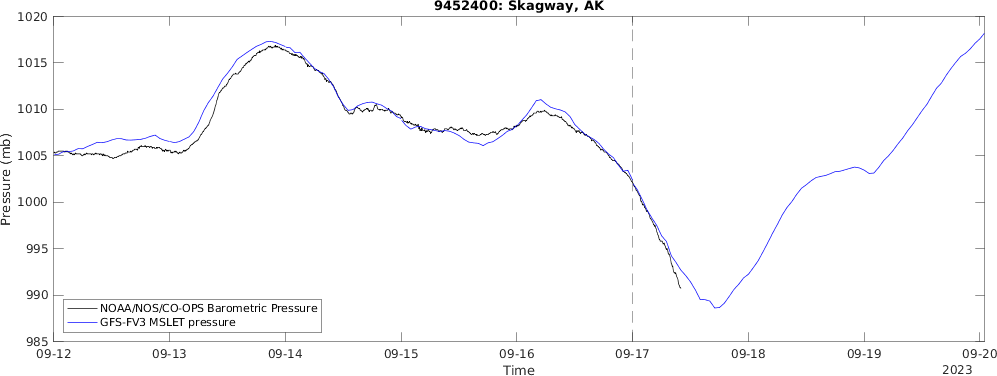 9452400: Skagway, AK
Pressure (mb)
1020
1015
1010
1005
1000
995
990
985
NOAA/NOS/CO-OPS Barometric Pressure
GFS-FV3 MSLET pressure
09-12 09-13 09-14 09-15 09-16 09-17 09-18 09-19 09-20
Time
2023